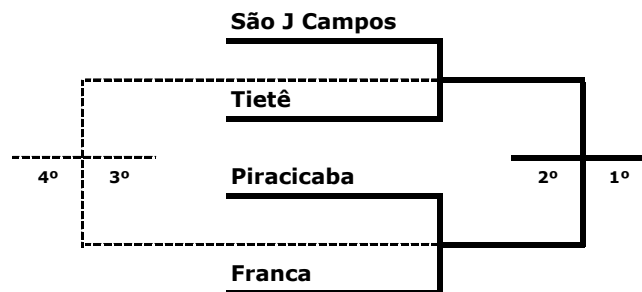 São J Campos
Tietê
4º 3º
Piracicaba
2º 1º
Franca